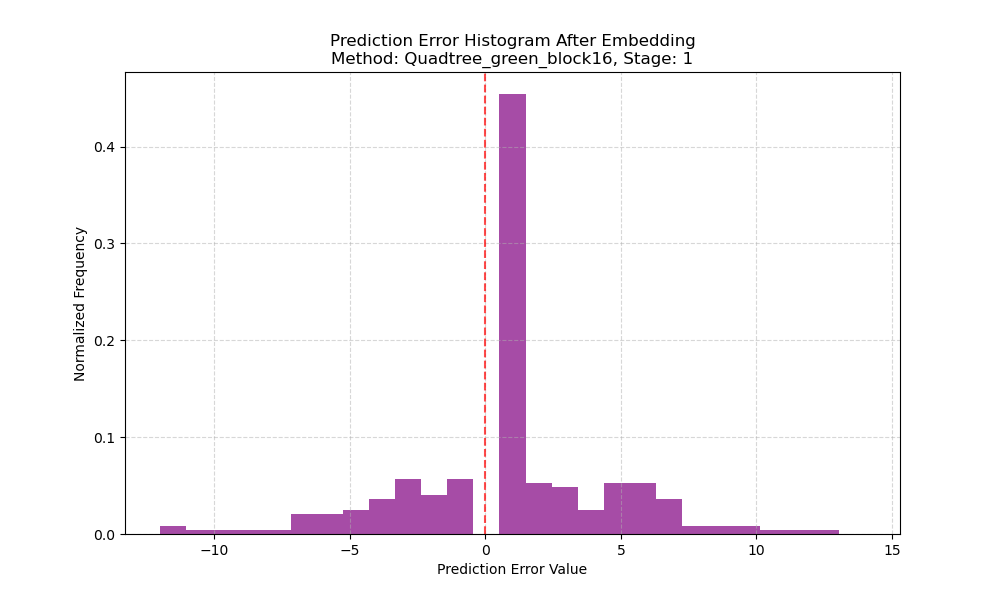 Prediction Error Histogram After Embedding
Method: Quadtree_green_block16, Stage: 1
Normalized Frequency
0.4
0.3
0.2
0.1
0.0
−10
−5
0
5
10
15
Prediction Error Value